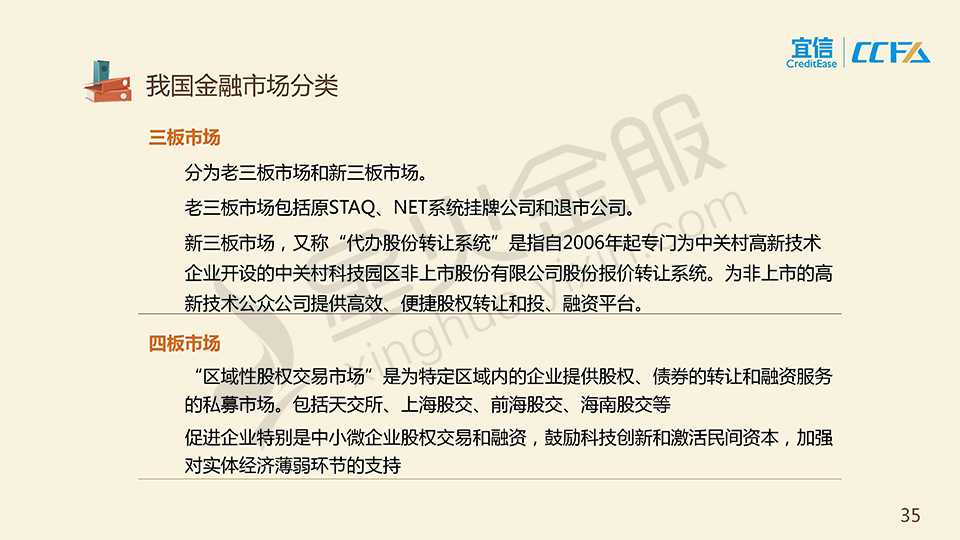 宜信
CreditEase
CCFA
我国金融市场分类
三板市场
分为老三板市场和新三板市场。
老三板市场包括原STAQ、NET系统挂牌公司和退市公司。
新三板市场，又称“代办股份转让系统”是指自2006年起专门为中关村高新技术
企业开设的中关村科技园区非上市股份有限公司股份报价转让系统。为非上市的高
新技术公众公司提供高效、便捷股权转让和投、融资平台。
四板市场
“区域性股权交易市场”是为特定区域内的企业提供股权、债券的转让和融资服务
的私募市场。包括天交所、上海股交、前海股交、海南股交等
促进企业特别是中小微企业股权交易和融资，鼓励科技创新和激活民间资本，加强
对实体经济薄弱环节的支持
星火金服
xinghuo.yixin.com
35